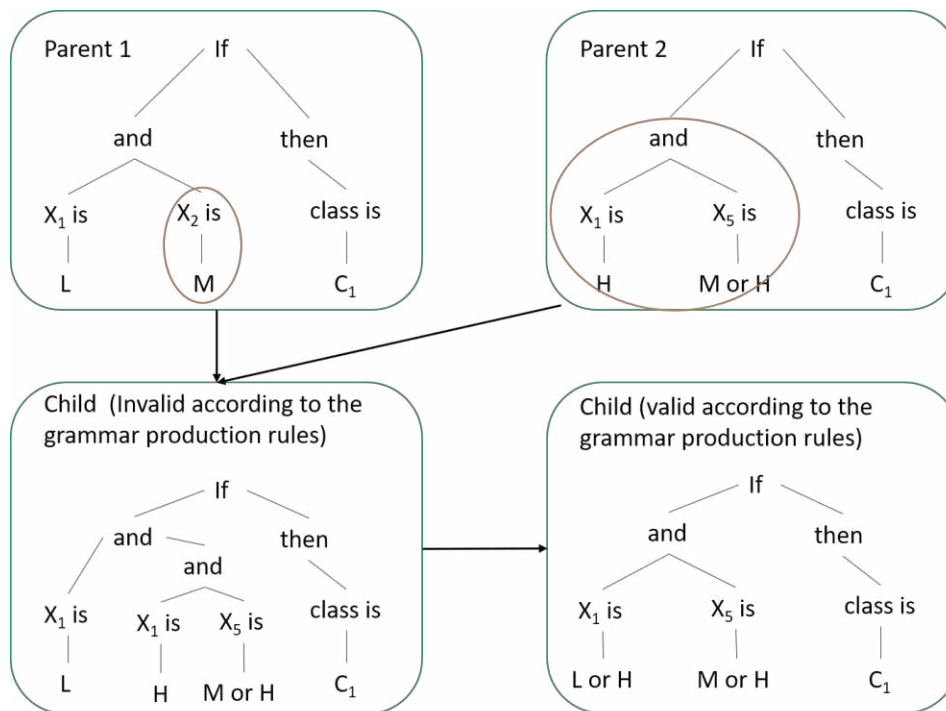 Parent 1
If
and
then
X₁ is
X₂ is
class is
L
M
C₁
Parent 2
If
and
then
X₁ is
X₅ is
class is
H
M or H
C₁
Child (Invalid according to the
grammar production rules)
If
and
then
and
X₁ is
X₁ is
X₅ is
class is
L
H
M or H
C₁
Child (valid according to the
grammar production rules)
If
and
then
X₁ is
X₅ is
class is
L or H
M or H
C₁